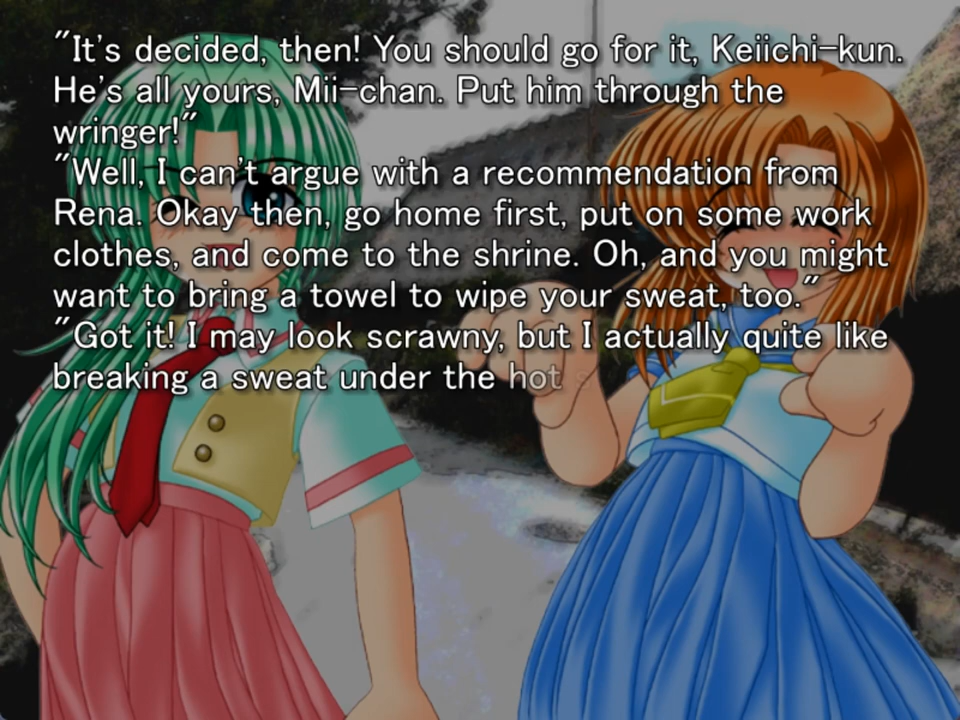 "It's decided, then! You should go for it, Keiichi-kun.
He's all yours, Mii-chan. Put him through the
wringer!"
"Well, I can't argue with a recommendation from
Rena. Okay then, go home first, put on some work
clothes, and come to the shrine. Oh, and you might
want to bring a towel to wipe your sweat, too."
"Got it! I may look scrawny, but I actually quite like
breaking a sweat under the hot